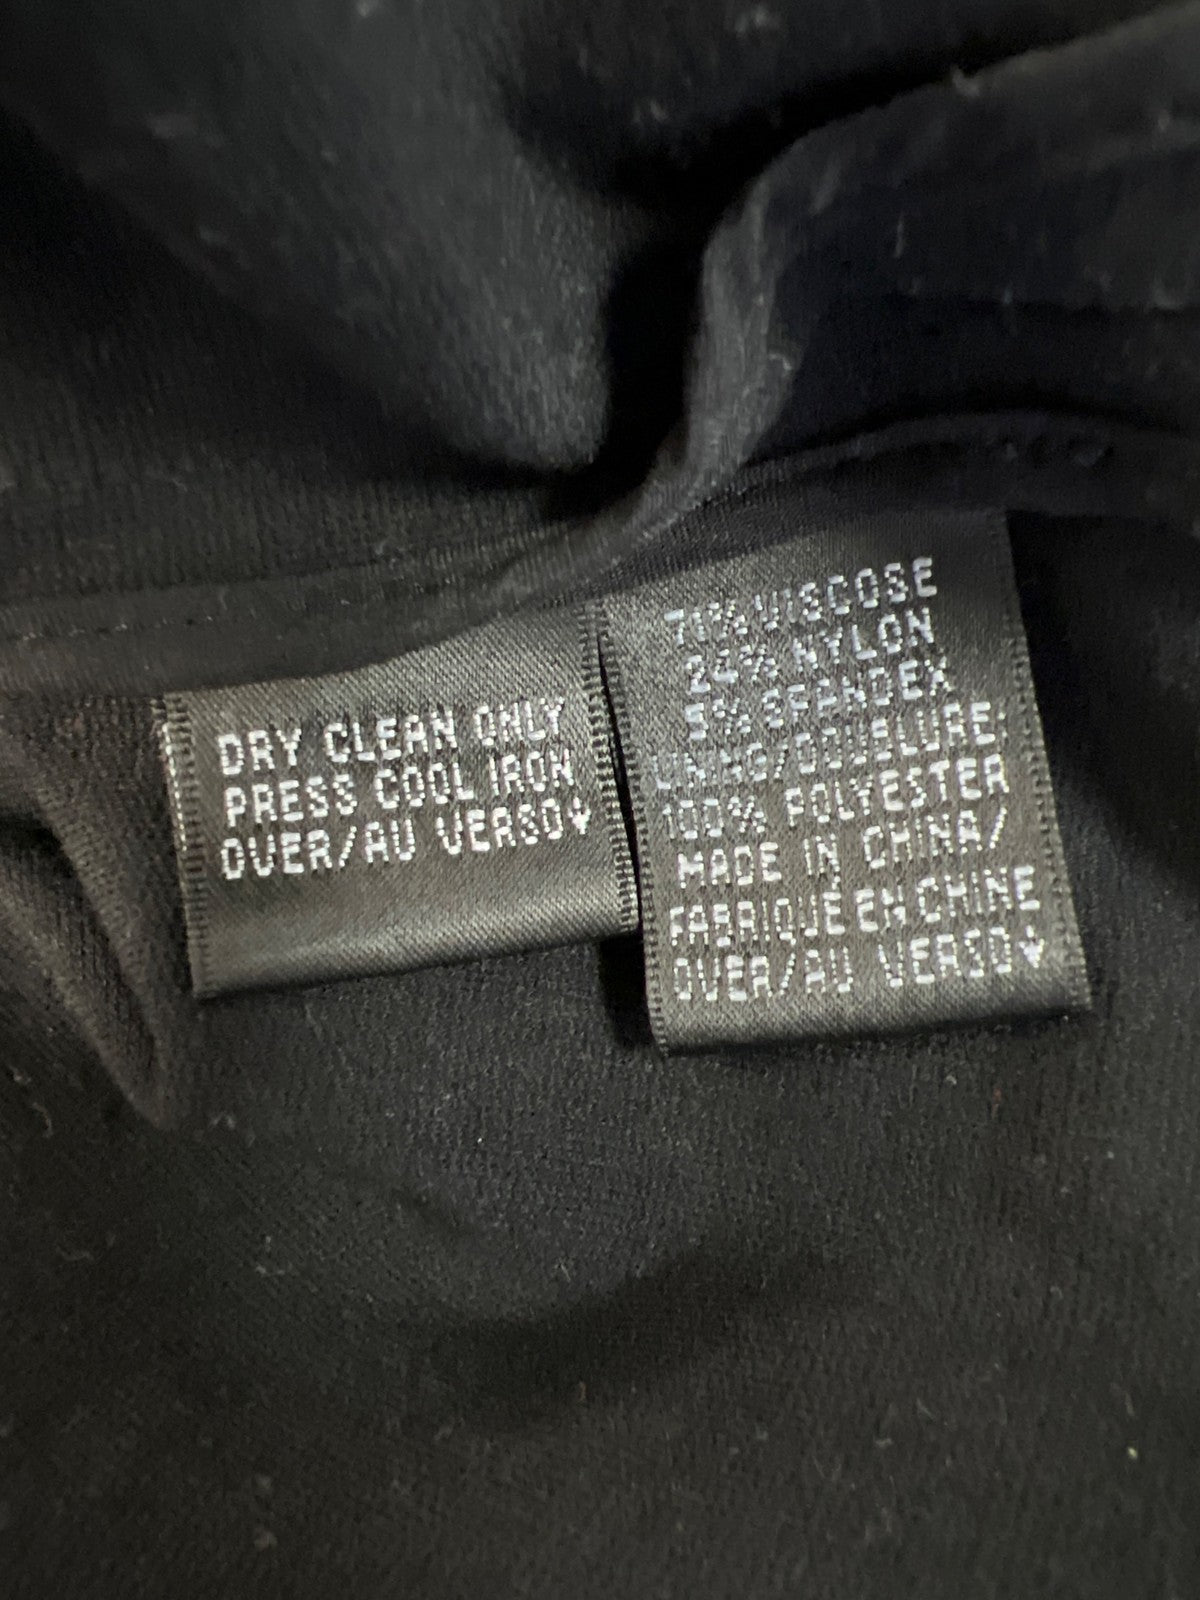 DRY CLEAN ONLY
PRESS COOL IRON
OVER/AU VERSO↓
71% VISCOSE
24% NYLON
5% SPANDEX
LINING/DOUBLURE:
100% POLYESTER
MADE IN CHINA/
FABRIQUÉ EN CHINE
OVER/AU VERSO↓